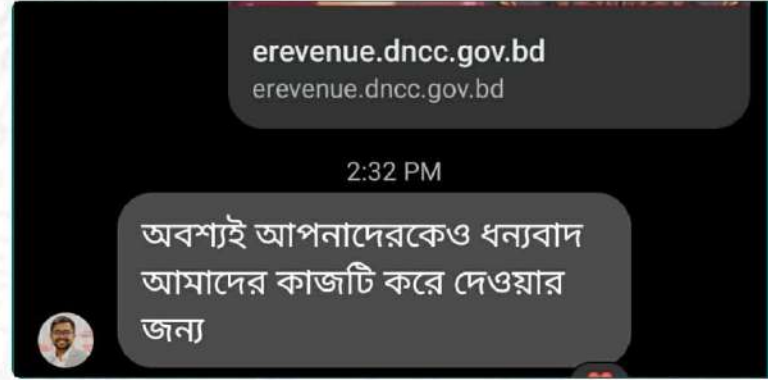 erevenue.dncc.gov.bd
erevenue.dncc.gov.bd
2:32 PM
অবশ্যই আপনাদেরকেও ধন্যবাদ
আমাদের কাজটি করে দেওয়ার
জন্য